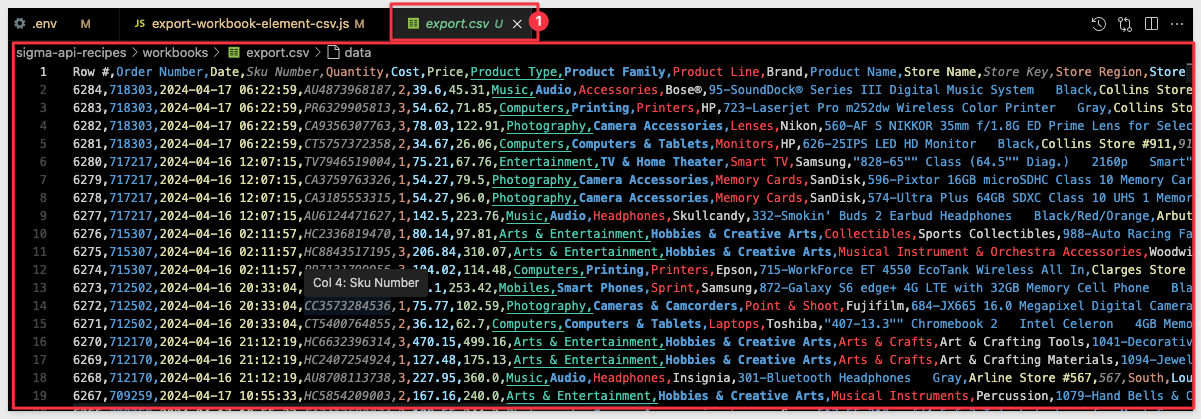 .env M JS export-workbook-element-csv.js M export.csv U × 1
sigma-api-recipes > workbooks > export.csv > data
1 Row #,Order Number,Date,Sku Number,Quantity,Cost,Price,Product Type,Product Family,Product Line,Brand,Product Name,Store Name,Store Key,Store Region,Store
2 6284,718303,2024-04-17 06:22:59,AU4873968187,2,39.6,45.31,Music,Audio,Accessories,Bose®,95-SoundDock® Series III Digital Music System Black,Collins Store
3 6283,718303,2024-04-17 06:22:59,PR6329905813,3,54.62,71.85,Computers,Printing,Printers,HP,723-Laserjet Pro m252dw Wireless Color Printer Gray,Collins Sto
4 6282,718303,2024-04-17 06:22:59,CA9356307763,3,78.03,122.91,Photography,Camera Accessories,Lenses,Nikon,560-AF S NIKKOR 35mm f/1.8G ED Prime Lens for Selec
5 6281,718303,2024-04-17 06:22:59,CT5757372358,2,34.67,26.06,Computers,Computers & Tablets,Monitors,HP,626-25IPS LED HD Monitor Black,Collins Store #911,91
6 6280,717217,2024-04-16 12:07:15,TV7946519004,1,75.21,67.76,Entertainment,TV & Home Theater,Smart TV,Samsung,"828-65"" Class (64.5"" Diag.) 2160p Smart"
7 6279,717217,2024-04-16 12:07:15,CA3759763326,1,54.27,79.5,Photography,Camera Accessories,Memory Cards,SanDisk,596-Pixtor 16GB microSDHC Class 10 Memory Car
8 6278,717217,2024-04-16 12:07:15,CA3185553315,1,54.27,96.0,Photography,Camera Accessories,Memory Cards,SanDisk,574-Ultra Plus 64GB SDXC Class 10 UHS 1 Memor
9 6277,717217,2024-04-16 12:07:15,AU6124471627,1,142.5,223.76,Music,Audio,Headphones,Skullcandy,332-Smokin' Buds 2 Earbud Headphones Black/Red/Orange,Arbut
10 6276,715307,2024-04-16 02:11:57,HC2336819470,1,80.14,97.81,Arts & Entertainment,Hobbies & Creative Arts,Collectibles,Sports Collectibles,988-Auto Racing Fa
11 6275,715307,2024-04-16 02:11:57,HC8843517195,3,206.84,310.07,Arts & Entertainment,Hobbies & Creative Arts,Musical Instrument & Orchestra Accessories,Woodwi
12 6274,715307,2024-04-16 02:11:57, 3, 114.48,Computers,Printing,Printers,Epson,715-WorkForce ET 4550 EcoTank Wireless All In,Clarges Store
Col 4: Sku Number
13 6273,712506,2024-04-16 20:33:04, .1,253.42,Mobiles,Smart Phones,Sprint,Samsung,872-Galaxy S6 edge+ 4G LTE with 32GB Memory Cell Phone Bla
14 6272,712506,2024-04-16 20:33:04,CC3573284536,1,75.77,102.59,Photography,Cameras & Camcorders,Point & Shoot,Fujifilm,684-JX665 16.0 Megapixel Digital Camera
15 6271,712506,2024-04-16 20:33:04,CT5400764855,2,36.12,62.7,Computers,Computers & Tablets,Laptops,Toshiba,"407-13.3"" Chromebook 2 Intel Celeron 4GB Memo
16 6270,712170,2024-04-16 21:12:19,HC6632396314,3,470.15,499.16,Arts & Entertainment,Hobbies & Creative Arts,Arts & Crafts,Art & Crafting Tools,1041-Decorativ
17 6269,712170,2024-04-16 21:12:19,HC2407254924,1,127.48,175.13,Arts & Entertainment,Hobbies & Creative Arts,Arts & Crafts,Art & Crafting Materials,1094-Jewel
18 6268,712170,2024-04-16 21:12:19,AU8708113738,3,227.95,360.0,Music,Audio,Headphones,Insignia,301-Bluetooth Headphones Gray,Arline Store #567,567,South,Lou
19 6267,709259,2024-04-16 10:55:33,HC5854209003,2,167.16,240.0,Arts & Entertainment,Hobbies & Creative Arts,Musical Instruments,Percussion,1079-Hand Bells & C